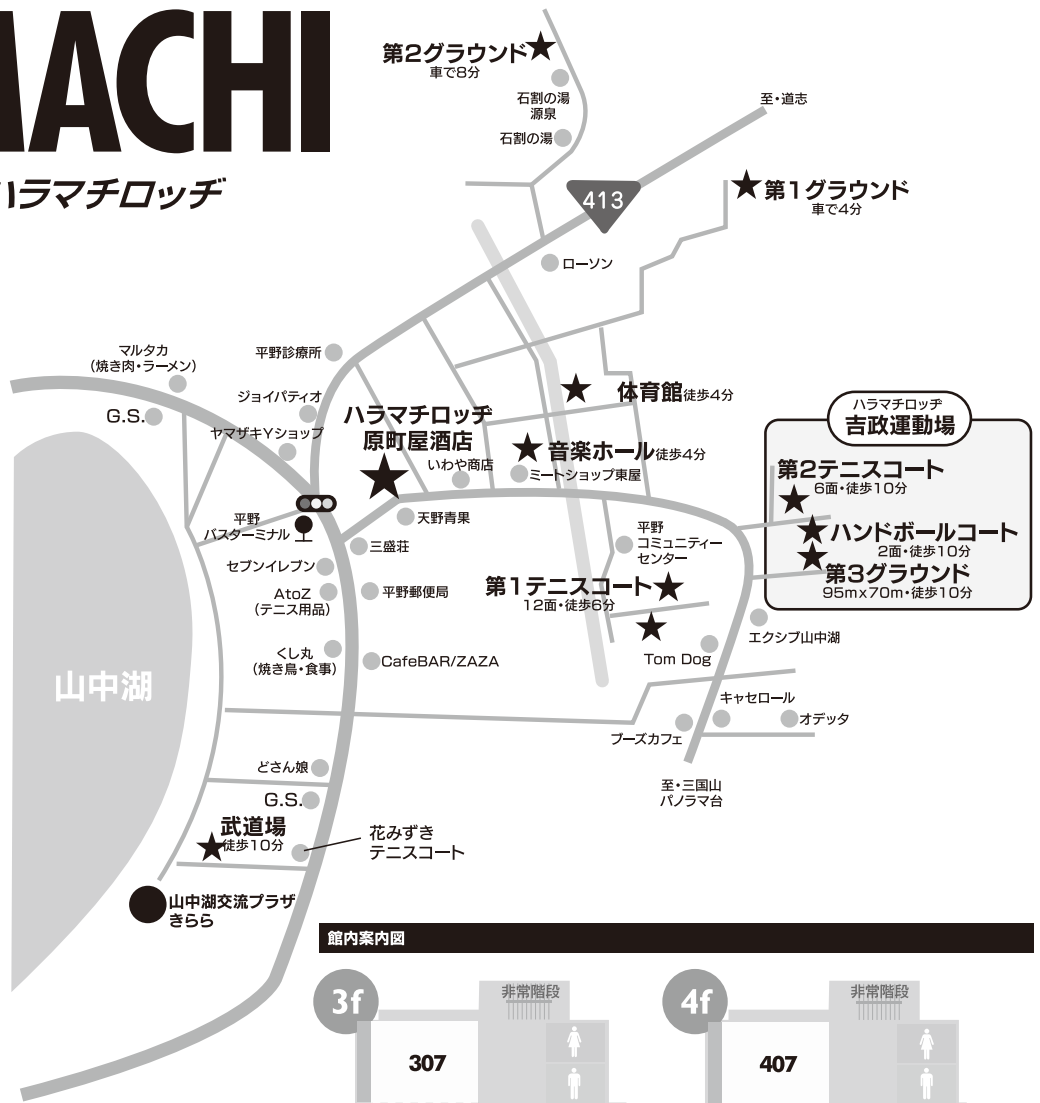 MACHI
ハラマチロッヂ
第2グラウンド
車で8分
石割の湯
源泉
石割の湯
至・道志
413
第1グラウンド
車で4分
ローソン
マルタカ
(焼き肉・ラーメン)
平野診療所
G.S.
ジョイパティオ
ヤマザキYショップ
ハラマチロッヂ
原町屋酒店
いわや商店
体育館徒歩4分
音楽ホール徒歩4分
ミートショップ東屋
ハラマチロッヂ
吉政運動場
第2テニスコート
6面・徒歩10分
ハンドボールコート
2面・徒歩10分
第3グラウンド
95mx70m・徒歩10分
平野
バスターミナル
天野青果
三盛荘
平野
コミュニティー
センター
セブンイレブン
AtoZ
(テニス用品)
平野郵便局
第1テニスコート
12面・徒歩6分
エクシブ山中湖
くし丸
(焼き鳥・食事)
CafeBAR/ZAZA
Tom Dog
山中湖
キャセロール
オデッタ
プーズカフェ
至・三国山
パノラマ台
どさん娘
G.S.
武道場
徒歩10分
花みずき
テニスコート
山中湖交流プラザ
きらら
館内案内図
3f
非常階段
307
4f
非常階段
407